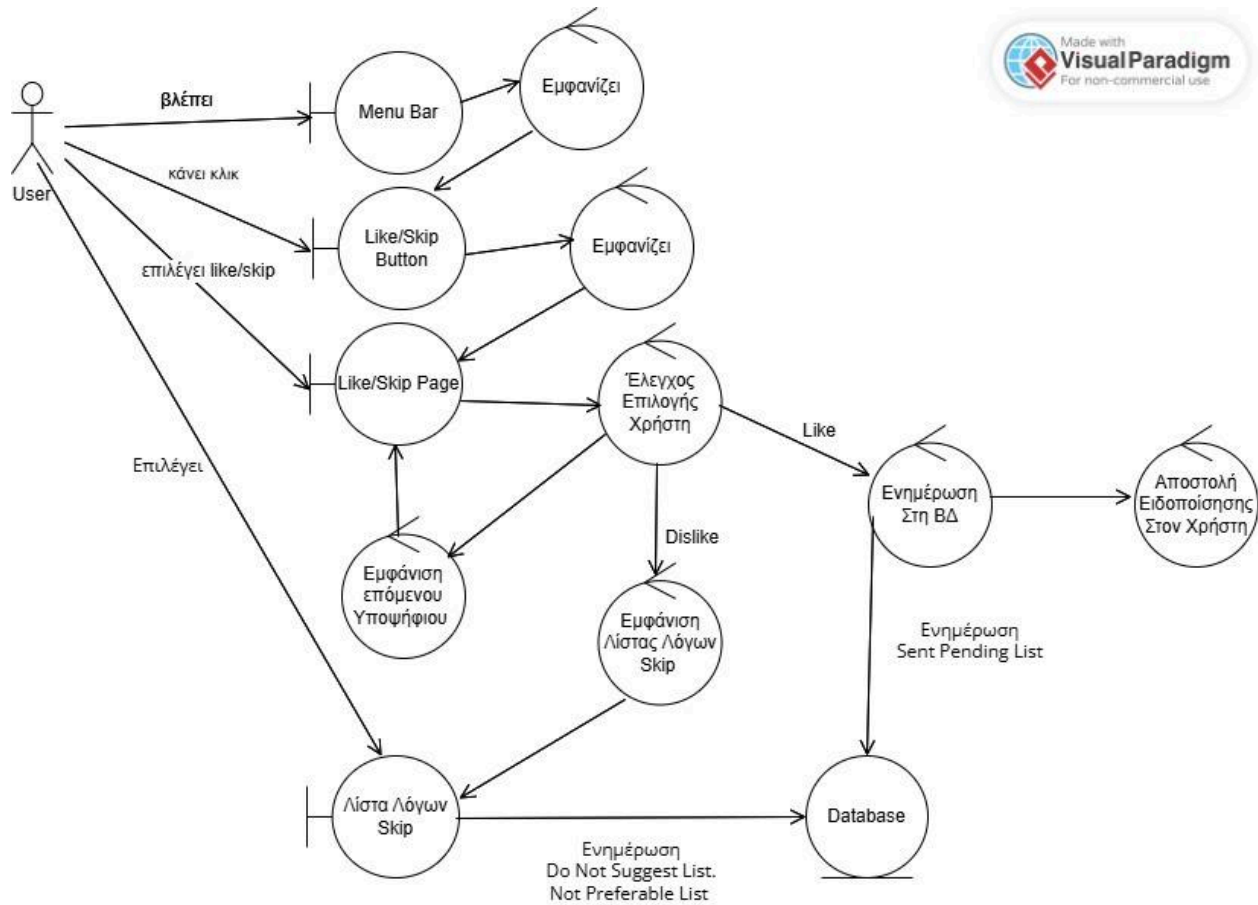 Made with
Visual Paradigm
For non-commercial use
βλέπει
Menu Bar
Εμφανίζει
User
κάνει κλικ
Like/Skip
Button
Εμφανίζει
επιλέγει like/skip
Like/Skip Page
Έλεγχος
Επιλογής
Χρήστη
Like
Επιλέγει
Ενημέρωση
Στη ΒΔ
Αποστολή
Ειδοποίσησης
Στον Χρήστη
Dislike
Εμφάνιση
επόμενου
Υποψήφιου
Εμφάνιση
Λίστας Λόγων
Skip
Ενημέρωση
Sent Pending List
Λίστα Λόγων
Skip
Database
Ενημέρωση
Do Not Suggest List.
Not Preferable List